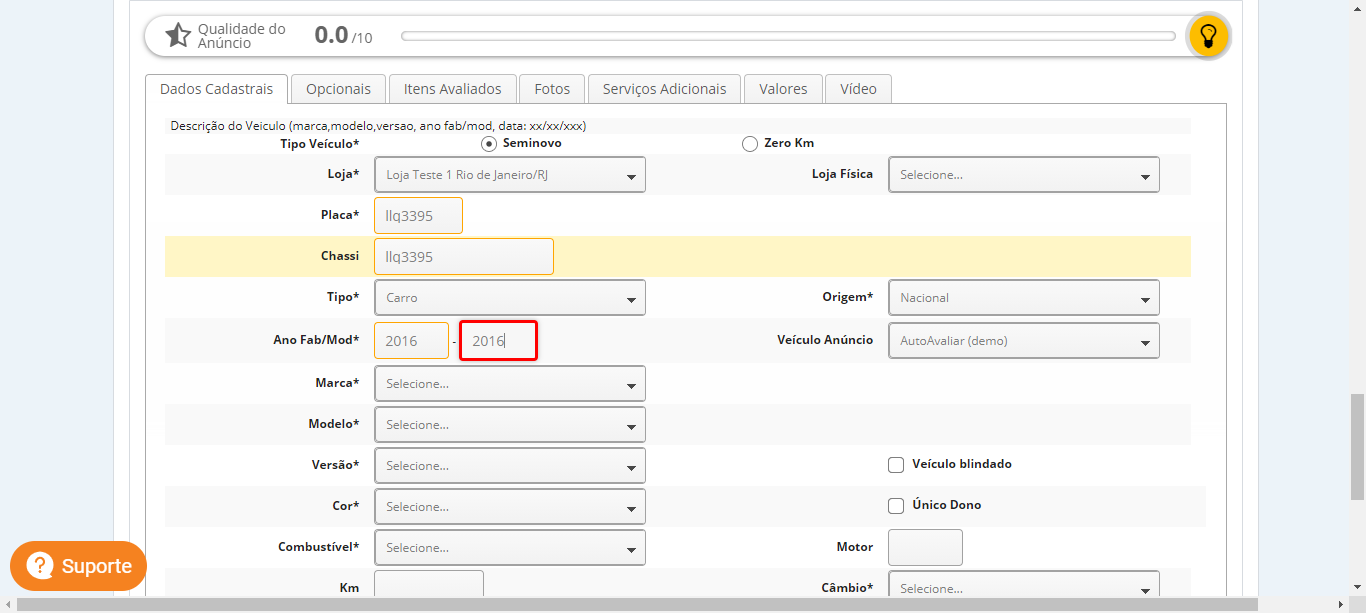 Qualidade do
Anúncio
0.0 /10
Dados Cadastrais Opcionais Itens Avaliados Fotos Serviços Adicionais Valores Vídeo
Descrição do Veiculo (marca,modelo,versao, ano fab/mod, data: xx/xx/xxx)
Tipo Veículo* Seminovo Zero Km
Loja* Loja Teste 1 Rio de Janeiro/RJ Loja Física Selecione...
Placa* llq3395
Chassi llq3395
Tipo* Carro Origem* Nacional
Ano Fab/Mod* 2016 - 2016 Veículo Anúncio AutoAvaliar (demo)
Marca* Selecione...
Modelo* Selecione...
Versão* Selecione... Veículo blindado
Cor* Selecione... Único Dono
Combustível* Selecione... Motor
Km Câmbio* Selecione...
? Suporte